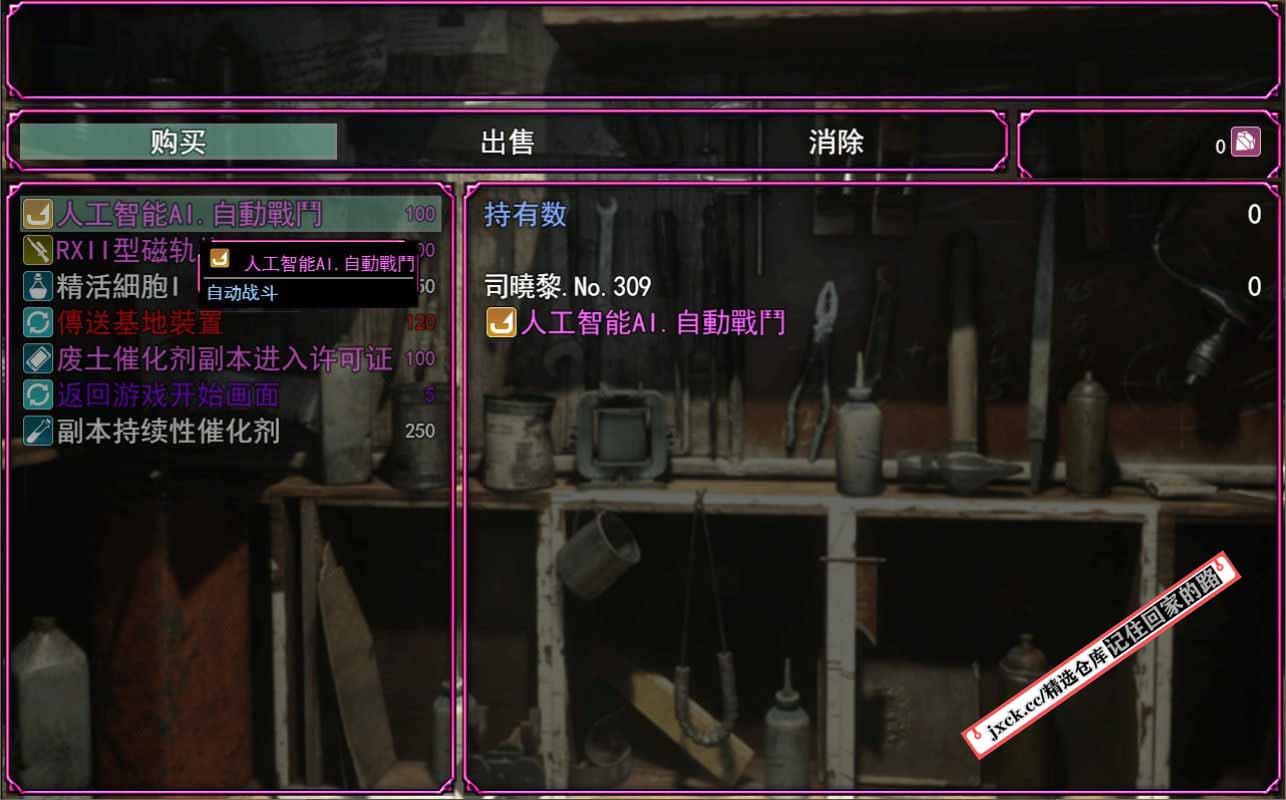 购买 出售 消除 0
人工智能AI.自動戰鬥 100
RXII型磁轨 00
人工智能AI.自動戰鬥
自动战斗
精活細胞I 50
傳送基地裝置 120
废土催化剂副本进入许可证 100
返回游戏开始画面 5
副本持续性催化剂 250
持有数 0
司曉黎.No.309 0
人工智能AI.自動戰鬥
jxck.cc/精选仓库记住回家的路